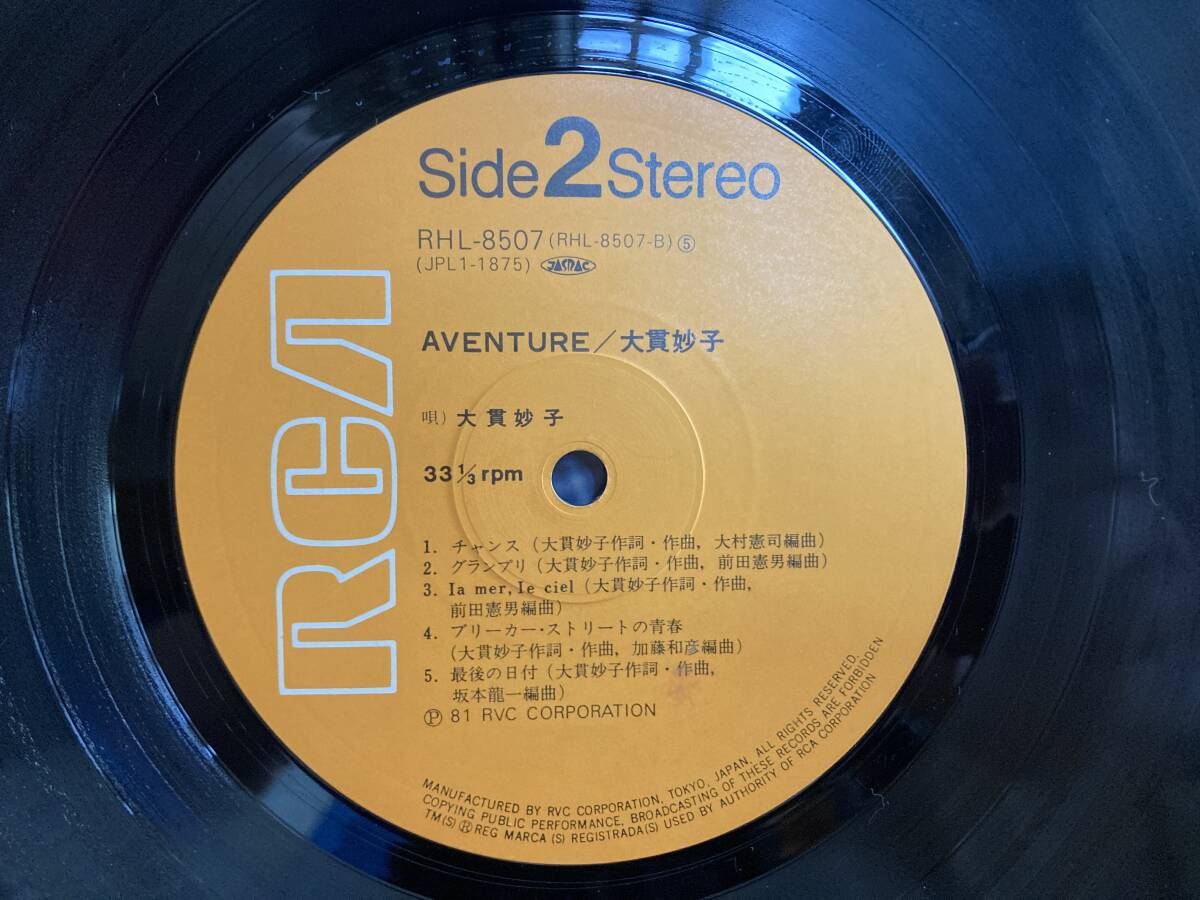 Side 2 Stereo
RHL-8507 (RHL-8507-B) ⑤
(JPL1-1875) JASRAC
AVENTURE／大貫妙子
唄) 大貫妙子
33 1/3 rpm
1. チャンス (大貫妙子作詞・作曲, 大村憲司編曲)
2. グランプリ (大貫妙子作詞・作曲, 前田憲男編曲)
3. Ia mer, Ie ciel (大貫妙子作詞・作曲,
前田憲男編曲)
4. ブリーカー・ストリートの青春
(大貫妙子作詞・作曲, 加藤和彦編曲)
5. 最後の日付 (大貫妙子作詞・作曲,
坂本龍一編曲)
Ⓟ 81 RVC CORPORATION
MANUFACTURED BY RVC CORPORATION, TOKYO, JAPAN, ALL RIGHTS RESERVED,
COPYING PUBLIC PERFORMANCE, BROADCASTING OF THESE RECORDS ARE FORBIDDEN
TM(S) Ⓡ REG MARCA (S) REGISTRADA(S) USED BY AUTHORITY OF RCA CORPORATION
RCA